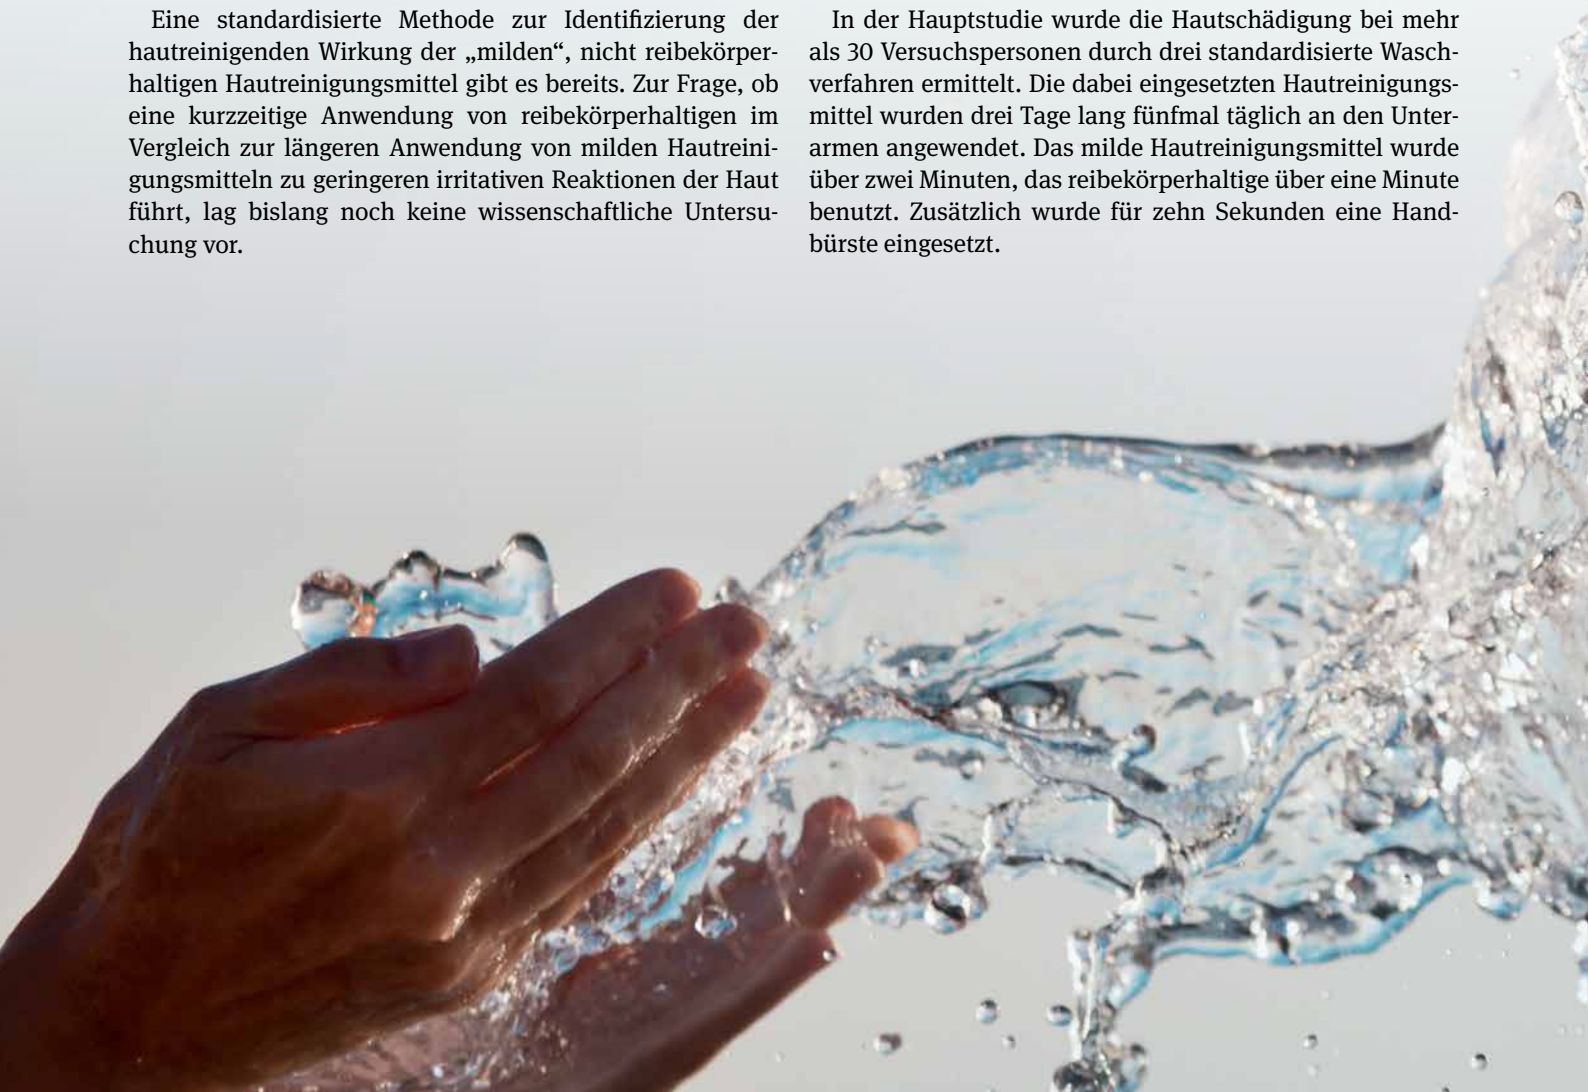 Eine standardisierte Methode zur Identifizierung der
hautreinigenden Wirkung der „milden“, nicht reibekörper-
haltigen Hautreinigungsmittel gibt es bereits. Zur Frage, ob
eine kurzzeitige Anwendung von reibekörperhaltigen im
Vergleich zur längeren Anwendung von milden Hautreini-
gungsmitteln zu geringeren irritativen Reaktionen der Haut
führt, lag bislang noch keine wissenschaftliche Untersu-
chung vor.
In der Hauptstudie wurde die Hautschädigung bei mehr
als 30 Versuchspersonen durch drei standardisierte Wasch-
verfahren ermittelt. Die dabei eingesetzten Hautreinigungs-
mittel wurden drei Tage lang fünfmal täglich an den Unter-
armen angewendet. Das milde Hautreinigungsmittel wurde
über zwei Minuten, das reibekörperhaltige über eine Minute
benutzt. Zusätzlich wurde für zehn Sekunden eine Hand-
bürste eingesetzt.